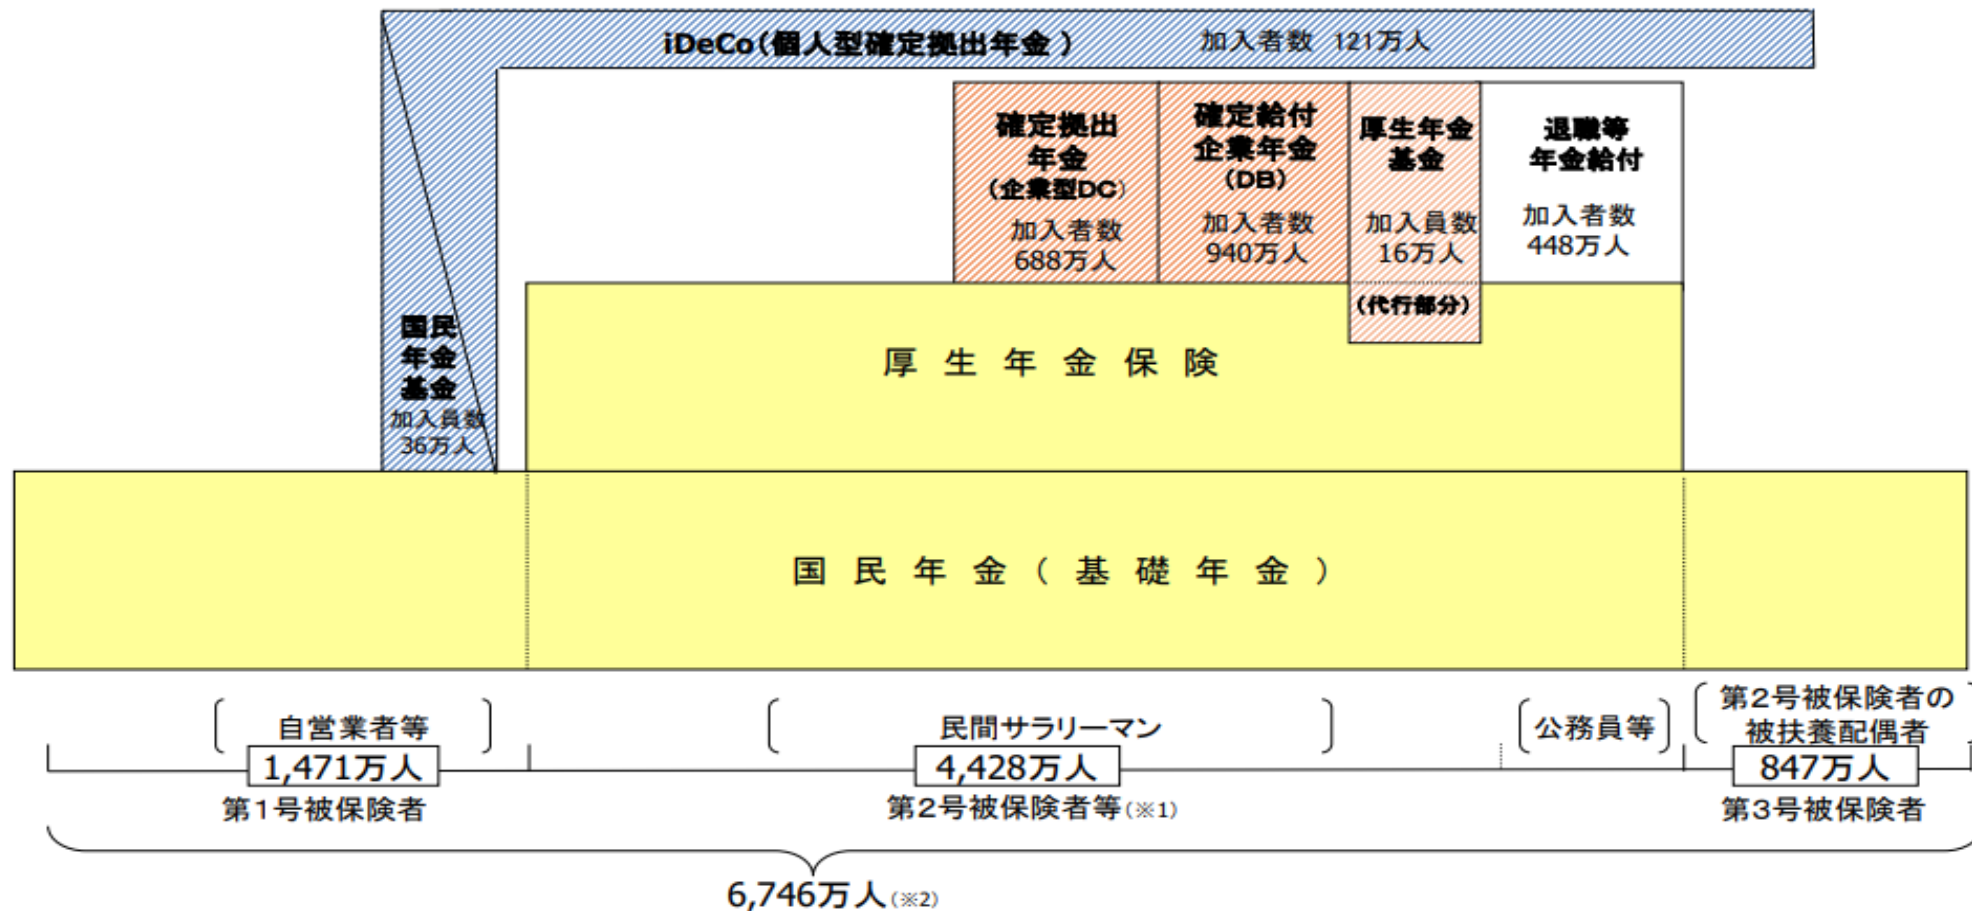 iDeCo(個人型確定拠出年金) 加入者数 121万人
確定拠出
年金
(企業型DC)
加入者数
688万人
確定給付
企業年金
(DB)
加入者数
940万人
厚生年金
基金
加入員数
16万人
(代行部分)
退職等
年金給付
加入者数
448万人
国民
年金
基金
加入員数
36万人
厚生年金保険
国民年金(基礎年金)
自営業者等
1,471万人
第1号被保険者
民間サラリーマン
4,428万人
第2号被保険者等(※1)
公務員等
第2号被保険者の
被扶養配偶者
847万人
第3号被保険者
6,746万人(※2)